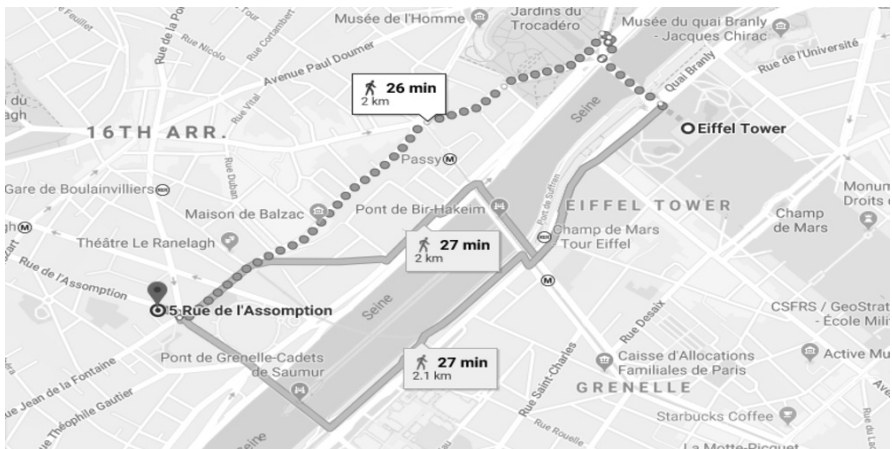 Jardins du
Trocadéro
Musée de l'Homme
Musée du quai Branly
- Jacques Chirac
Rue de la
Rue Nicolo
Rue Cortambert
Avenue Paul Doumer
Quai Branly
Rue de l'Université
26 min
2 km
Seine
Rue Vital
16TH ARR.
Eiffel Tower
Passy
M
Rue Duban
Gare de Boulainvilliers
Maison de Balzac
Pont de Bir-Hakeim
Port de Suffren
EIFFEL TOWER
Monum
Droits
Champ
de Mars
Champ de Mars
Tour Eiffel
Théâtre Le Ranelagh
27 min
2 km
M
Rue de l'Assomption
5 Rue de l'Assomption
Seine
Rue Desaix
CSFRS / GeoStrat
- École Mili
Pont de Grenelle-Cadets
de Saumur
27 min
2.1 km
Rue Saint-Charles
Caisse d'Allocations
Familiales de Paris
Active Mu
GRENELLE
Rue Jean de la Fontaine
Rue Théophile Gautier
Starbucks Coffee
Rue Rouelle
Seine
La Motte-Picquet